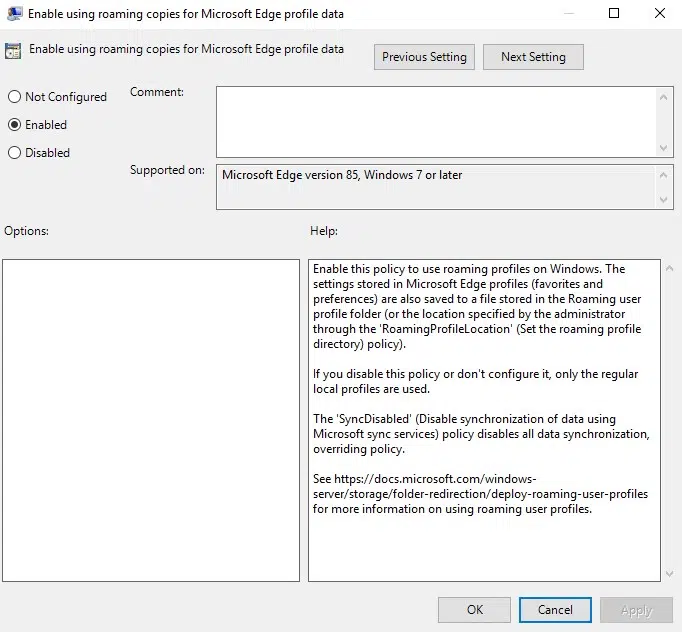 Enable using roaming copies for Microsoft Edge profile data
Enable using roaming copies for Microsoft Edge profile data
Previous Setting
Next Setting
Not Configured
Enabled
Disabled
Comment:
Supported on:
Microsoft Edge version 85, Windows 7 or later
Options:
Help:
Enable this policy to use roaming profiles on Windows. The
settings stored in Microsoft Edge profiles (favorites and
preferences) are also saved to a file stored in the Roaming user
profile folder (or the location specified by the administrator
through the 'RoamingProfileLocation' (Set the roaming profile
directory) policy).
If you disable this policy or don't configure it, only the regular
local profiles are used.
The 'SyncDisabled' (Disable synchronization of data using
Microsoft sync services) policy disables all data synchronization,
overriding policy.
See https://docs.microsoft.com/windows-
server/storage/folder-redirection/deploy-roaming-user-profiles
for more information on using roaming user profiles.
OK
Cancel
Apply